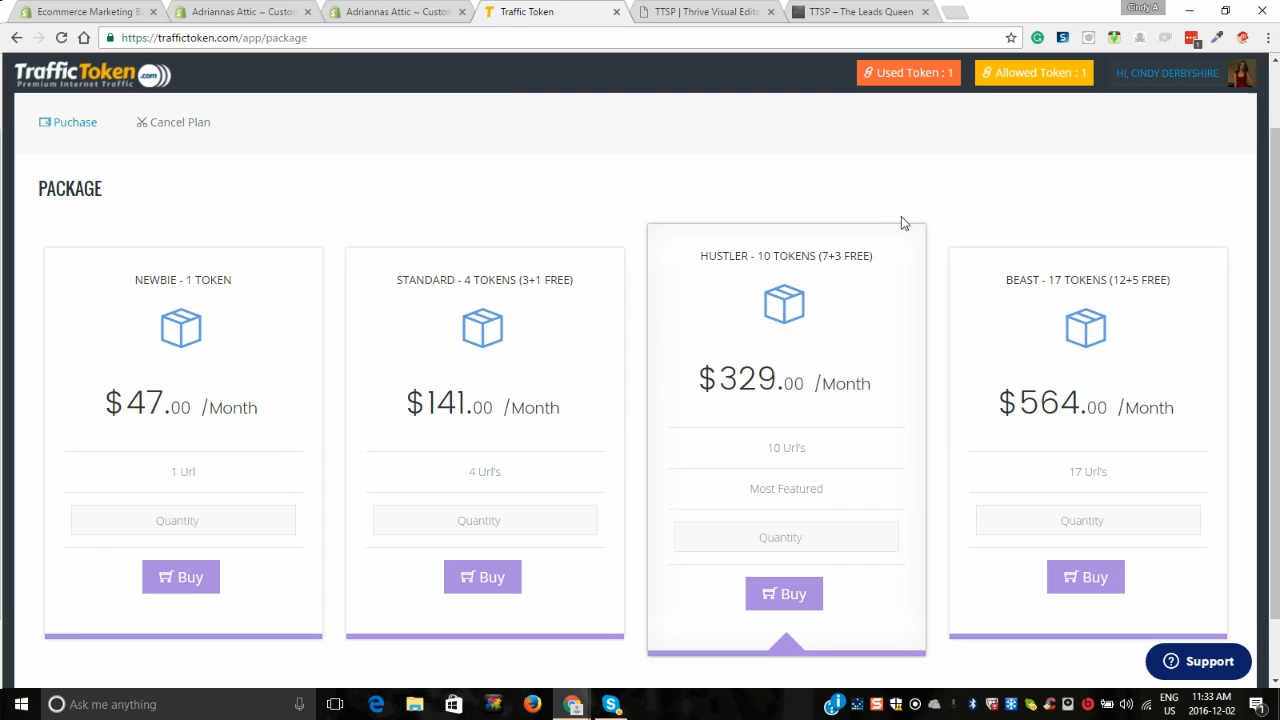 Ecommerce Marketing B
Adriannas Attic ~ Custom
Adriannas Attic ~ Custom
Traffic Token
TTSP | Thrive Visual Edito
TTSP – The Leads Queen
Cindy A
https://traffictoken.com/app/package
TrafficToken.com
Premium Internet Traffic
Used Token : 1
Allowed Token : 1
HI, CINDY DERBYSHIRE
Puchase
Cancel Plan
PACKAGE
NEWBIE - 1 TOKEN
$47.00 /Month
1 Url
Quantity
Buy
STANDARD - 4 TOKENS (3+1 FREE)
$141.00 /Month
4 Url's
Quantity
Buy
HUSTLER - 10 TOKENS (7+3 FREE)
$329.00 /Month
10 Url's
Most Featured
Quantity
Buy
BEAST - 17 TOKENS (12+5 FREE)
$564.00 /Month
17 Url's
Quantity
Buy
Support
Ask me anything
ENG
US
11:33 AM
2016-12-02